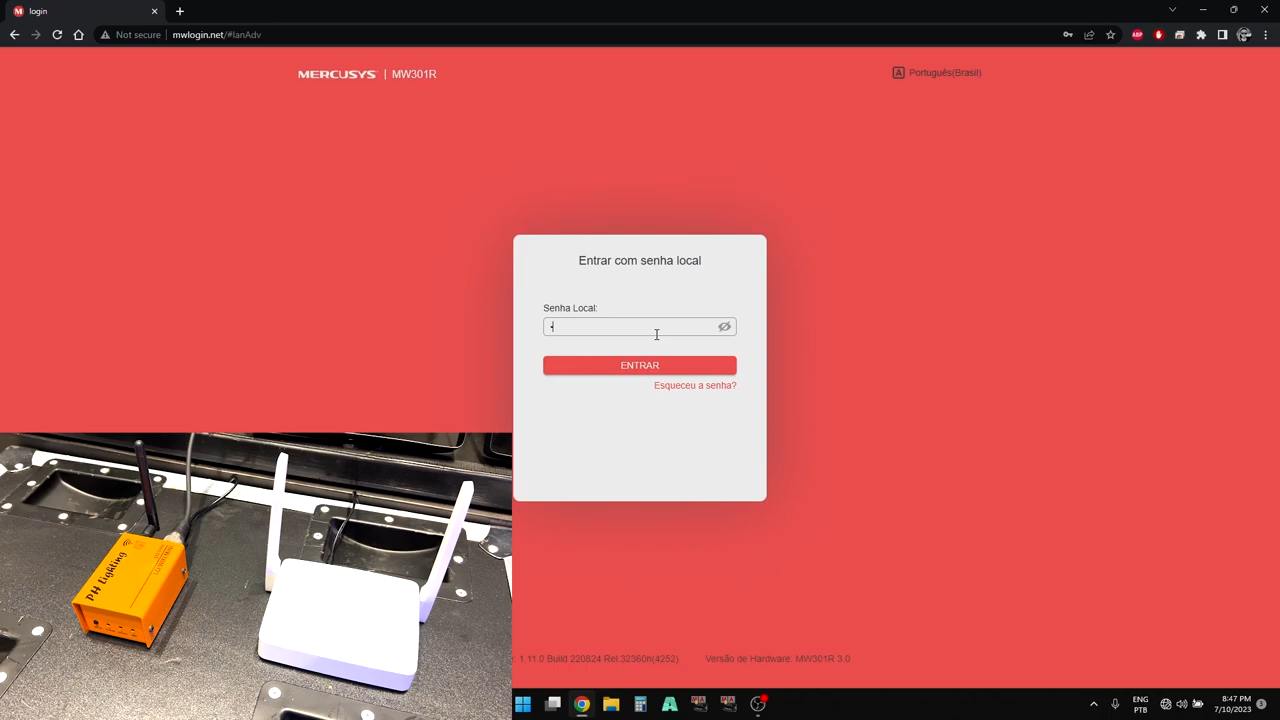 login
Not secure
mwlogin.net/#lanAdv
ABP
MERCUSYS | MW301R
A Português(Brasil)
Entrar com senha local
Senha Local:
ENTRAR
Esqueceu a senha?
PH Lighting
1.11.0 Build 220824 Rel.32360n(4252)
Versão de Hardware: MW301R 3.0
ENG
PTB
8:47 PM
7/10/2023
3